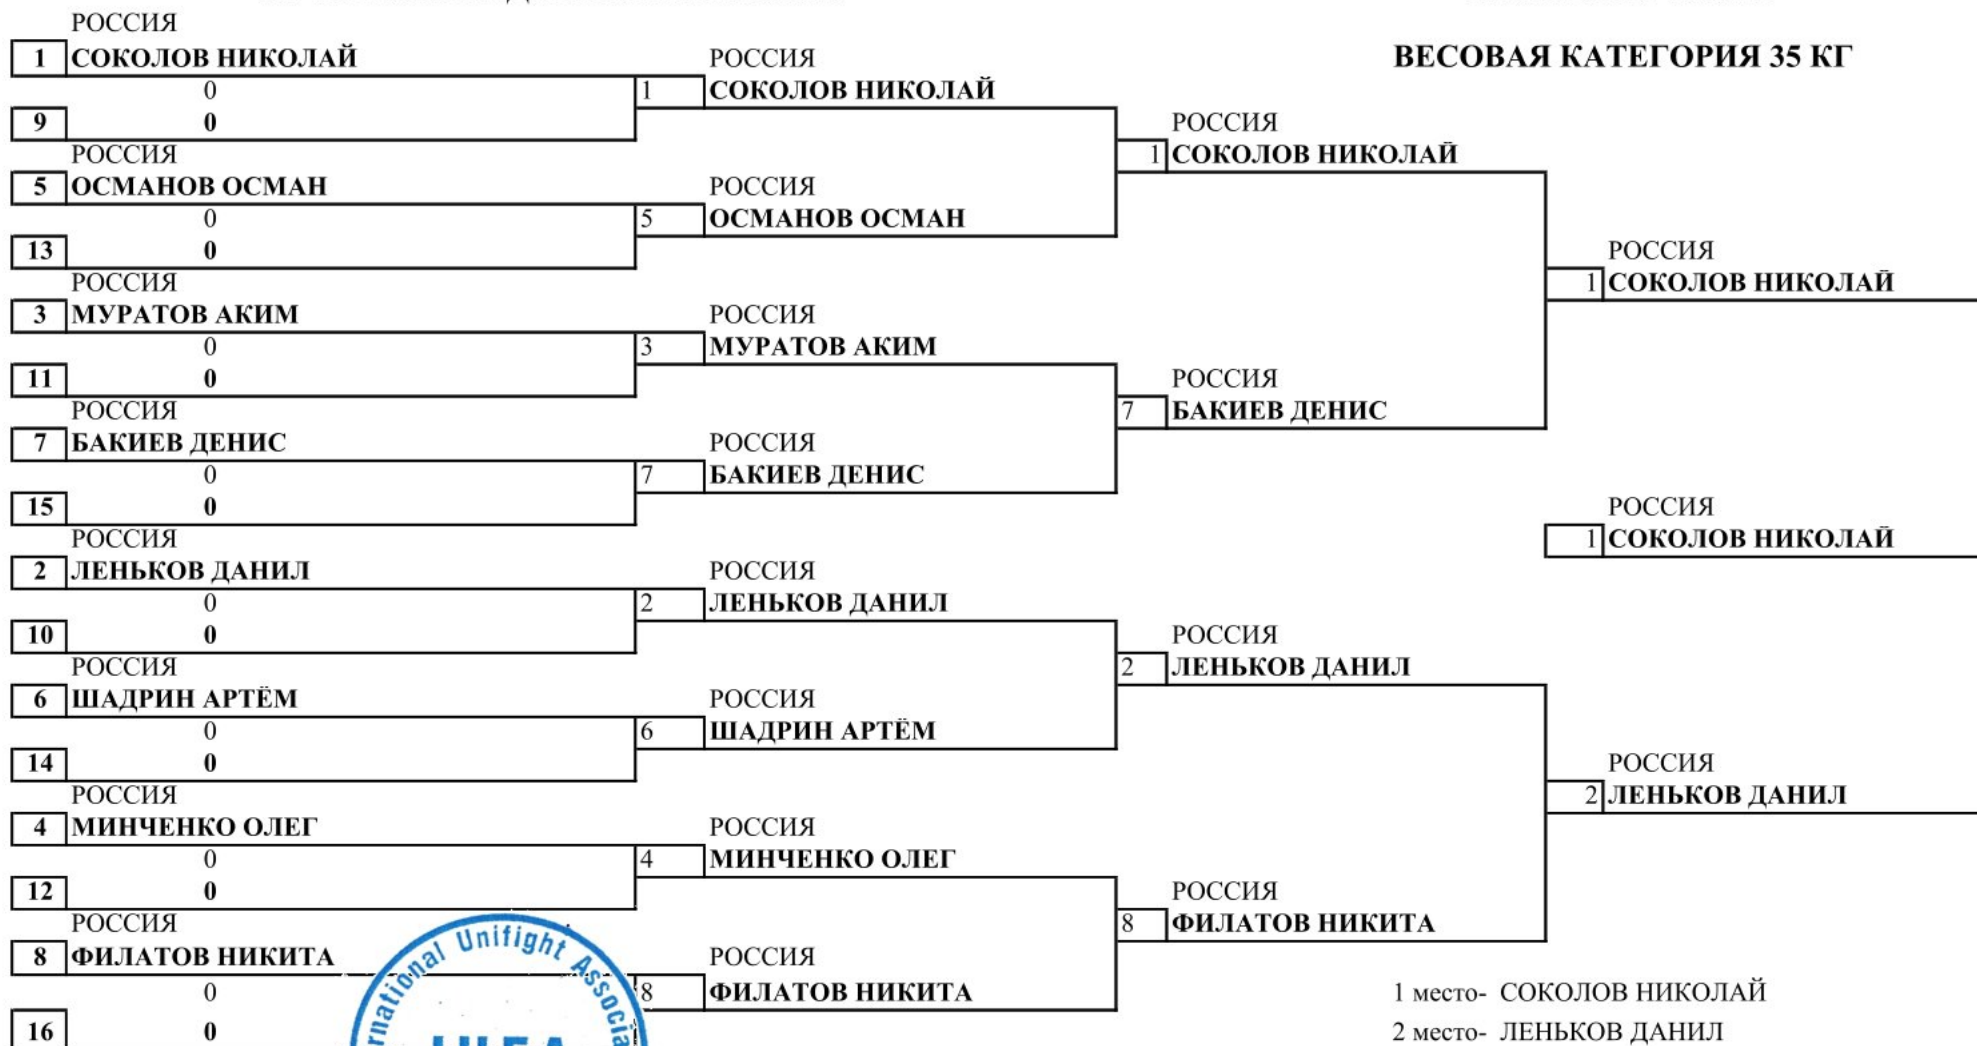 ВЕСОВАЯ КАТЕГОРИЯ 35 КГ
РОССИЯ
1 СОКОЛОВ НИКОЛАЙ
0
9 0
РОССИЯ
5 ОСМАНОВ ОСМАН
0
13 0
РОССИЯ
3 МУРАТОВ АКИМ
0
11 0
РОССИЯ
7 БАКИЕВ ДЕНИС
0
15 0
РОССИЯ
2 ЛЕНЬКОВ ДАНИЛ
0
10 0
РОССИЯ
6 ШАДРИН АРТЁМ
0
14 0
РОССИЯ
4 МИНЧЕНКО ОЛЕГ
0
12 0
РОССИЯ
8 ФИЛАТОВ НИКИТА
0
16 0
РОССИЯ
1 СОКОЛОВ НИКОЛАЙ
РОССИЯ
5 ОСМАНОВ ОСМАН
РОССИЯ
3 МУРАТОВ АКИМ
РОССИЯ
7 БАКИЕВ ДЕНИС
РОССИЯ
2 ЛЕНЬКОВ ДАНИЛ
РОССИЯ
6 ШАДРИН АРТЁМ
РОССИЯ
4 МИНЧЕНКО ОЛЕГ
РОССИЯ
8 ФИЛАТОВ НИКИТА
РОССИЯ
1 СОКОЛОВ НИКОЛАЙ
РОССИЯ
7 БАКИЕВ ДЕНИС
РОССИЯ
2 ЛЕНЬКОВ ДАНИЛ
РОССИЯ
8 ФИЛАТОВ НИКИТА
РОССИЯ
1 СОКОЛОВ НИКОЛАЙ
РОССИЯ
1 СОКОЛОВ НИКОЛАЙ
РОССИЯ
2 ЛЕНЬКОВ ДАНИЛ
1 место- СОКОЛОВ НИКОЛАЙ
2 место- ЛЕНЬКОВ ДАНИЛ
rnational Unifight Associa